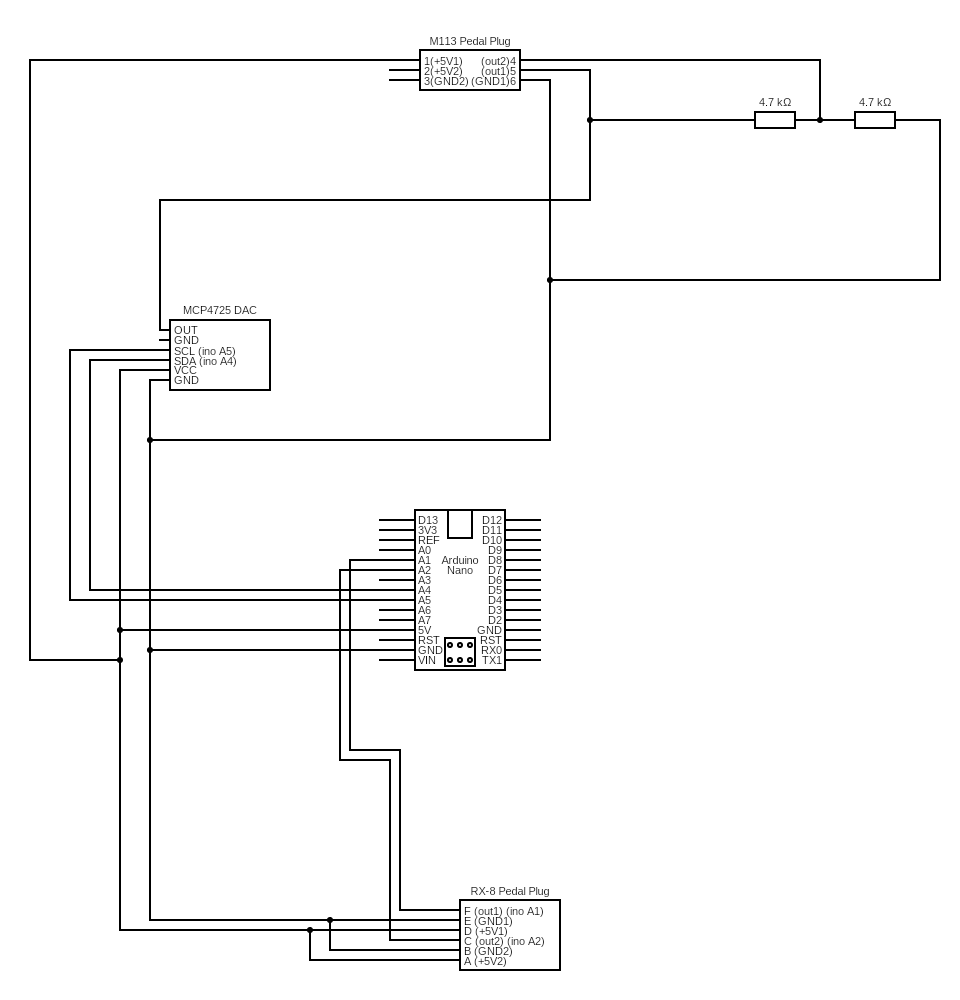 M113 Pedal Plug
1(+5V1) (out2)4
2(+5V2) (out1)5
3(GND2) (GND1)6
4.7 kΩ 4.7 kΩ
MCP4725 DAC
OUT
GND
SCL (ino A5)
SDA (ino A4)
VCC
GND
D13 D12
3V3 D11
REF D10
A0 D9
A1 Arduino D8
A2 Nano D7
A3 D6
A4 D5
A5 D4
A6 D3
A7 D2
5V GND
RST RST
GND RX0
VIN TX1
RX-8 Pedal Plug
F (out1) (ino A1)
E (GND1)
D (+5V1)
C (out2) (ino A2)
B (GND2)
A (+5V2)